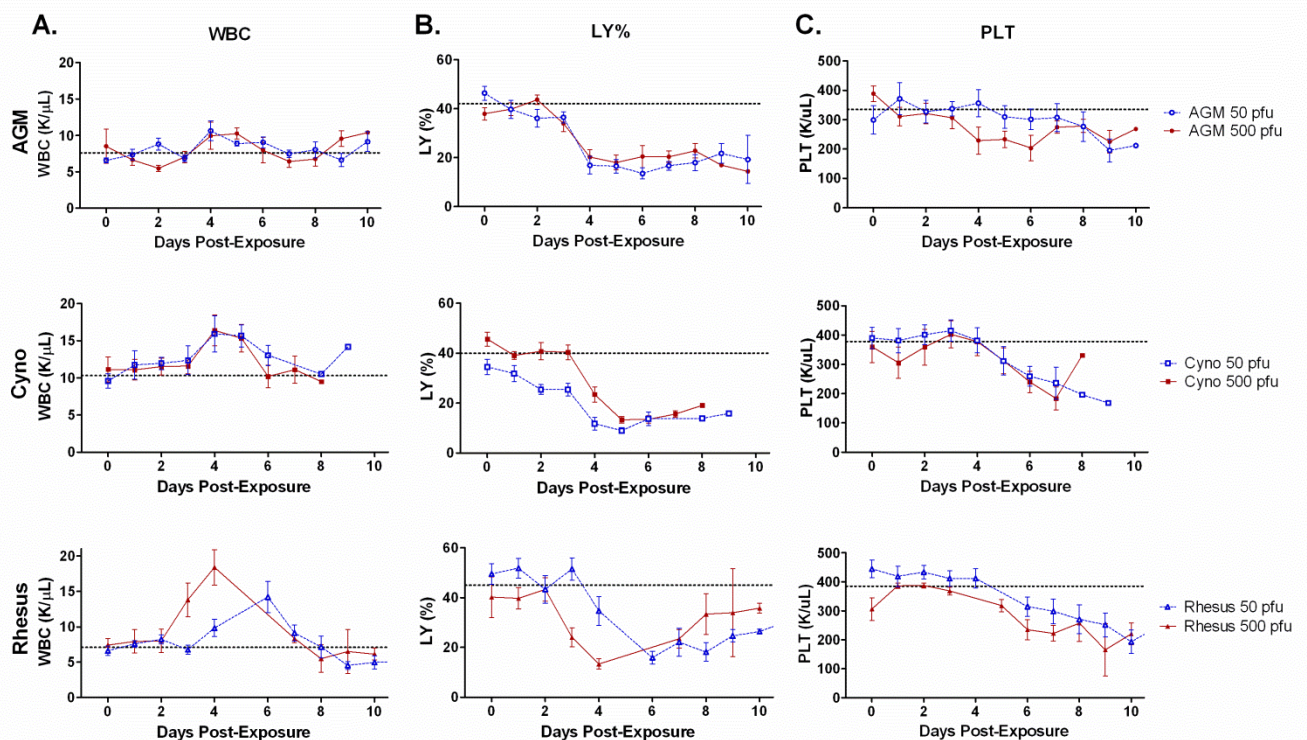 A.
WBC
B.
LY%
C.
PLT
AGM
WBC (K/µL)
20
15
10
5
0
0 2 4 6 8 10
Days Post-Exposure
LY (%)
60
40
20
0
0 2 4 6 8 10
Days Post-Exposure
PLT (K/uL)
500
400
300
200
100
0
0 2 4 6 8 10
Days Post-Exposure
AGM 50 pfu
AGM 500 pfu
Cyno
WBC (K/µL)
20
15
10
5
0
0 2 4 6 8 10
Days Post-Exposure
LY (%)
60
40
20
0
0 2 4 6 8 10
Days Post-Exposure
PLT (K/uL)
500
400
300
200
100
0
0 2 4 6 8 10
Days Post-Exposure
Cyno 50 pfu
Cyno 500 pfu
Rhesus
WBC (K/µL)
20
15
10
5
0
0 2 4 6 8 10
Days Post-Exposure
LY (%)
60
40
20
0
0 2 4 6 8 10
Days Post-Exposure
PLT (K/uL)
500
400
300
200
100
0
0 2 4 6 8 10
Days Post-Exposure
Rhesus 50 pfu
Rhesus 500 pfu